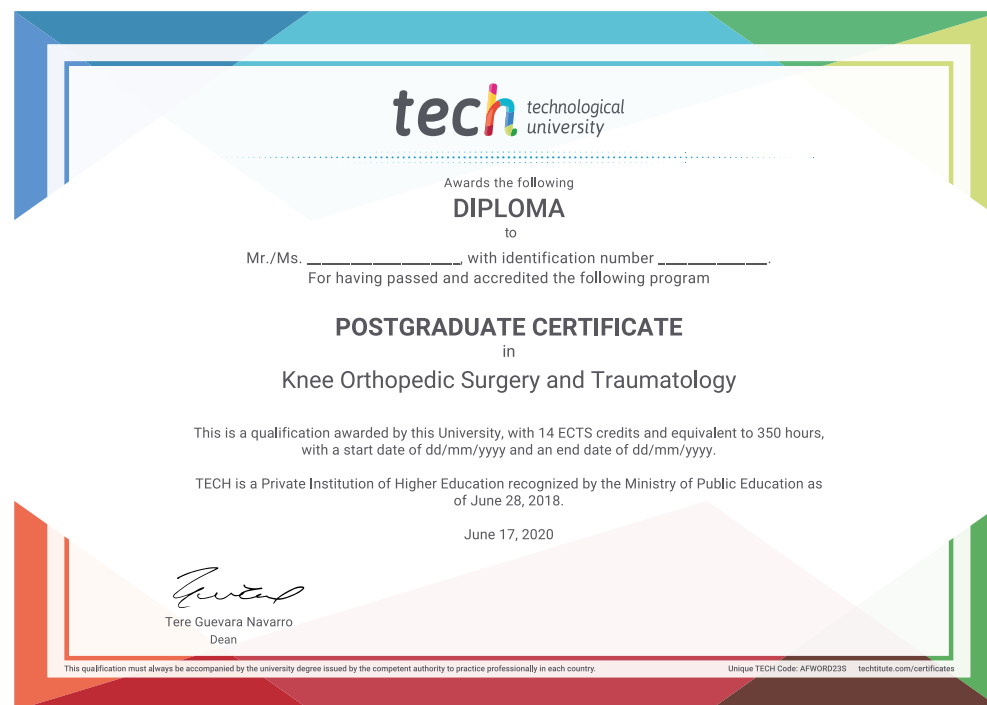 tech technological
university
Awards the following
DIPLOMA
to
Mr./Ms. ____________________, with identification number ______________.
For having passed and accredited the following program
POSTGRADUATE CERTIFICATE
in
Knee Orthopedic Surgery and Traumatology
This is a qualification awarded by this University, with 14 ECTS credits and equivalent to 350 hours,
with a start date of dd/mm/yyyy and an end date of dd/mm/yyyy.
TECH is a Private Institution of Higher Education recognized by the Ministry of Public Education as
of June 28, 2018.
June 17, 2020
Tere Guevara Navarro
Dean
This qualification must always be accompanied by the university degree issued by the competent authority to practice professionally in each country.
Unique TECH Code: AFWORD23S techtitute.com/certificates